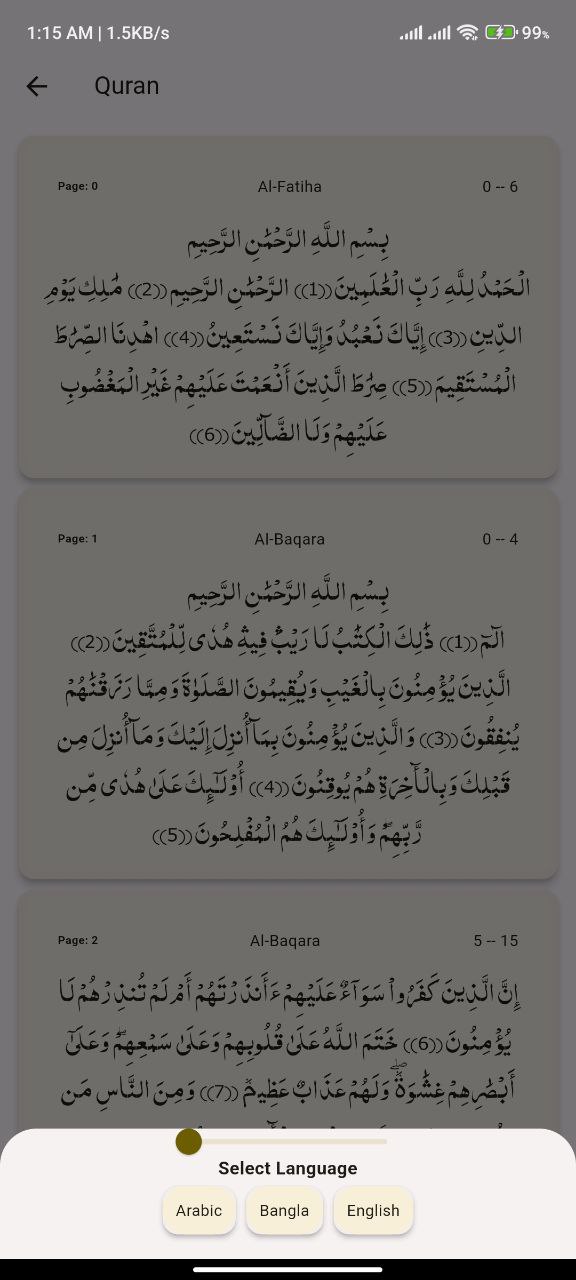 1:15 AM | 1.5KB/s
99%
Quran
Page: 0 Al-Fatiha 0 -- 6
بِسْمِ اللَّهِ الرَّحْمَٰنِ الرَّحِيمِ
الْحَمْدُ لِلَّهِ رَبِّ الْعَٰلَمِينَ((1)) الرَّحْمَٰنِ الرَّحِيمِ((2)) مَٰلِكِ يَوْمِ
الدِّينِ((3)) إِيَّاكَ نَعْبُدُ وَإِيَّاكَ نَسْتَعِينُ((4)) اهْدِنَا الصِّرَٰطَ
الْمُسْتَقِيمَ((5)) صِرَٰطَ الَّذِينَ أَنْعَمْتَ عَلَيْهِمْ غَيْرِ الْمَغْضُوبِ
عَلَيْهِمْ وَلَا الضَّآلِّينَ((6))
Page: 1 Al-Baqara 0 -- 4
بِسْمِ اللَّهِ الرَّحْمَٰنِ الرَّحِيمِ
الٓمٓ((1)) ذَٰلِكَ الْكِتَٰبُ لَا رَيْبَۛ فِيهِۛ هُدًى لِّلْمُتَّقِينَ((2))
الَّذِينَ يُؤْمِنُونَ بِالْغَيْبِ وَيُقِيمُونَ الصَّلَوٰةَ وَمِمَّا رَزَقْنَٰهُمْ
يُنفِقُونَ((3)) وَالَّذِينَ يُؤْمِنُونَ بِمَآ أُنزِلَ إِلَيْكَ وَمَآ أُنزِلَ مِن
قَبْلِكَ وَبِالْأَٓخِرَةِ هُمْ يُوقِنُونَ((4)) أُوْلَٰٓئِكَ عَلَىٰ هُدًى مِّن
رَّبِّهِمْۖ وَأُوْلَٰٓئِكَ هُمُ الْمُفْلِحُونَ((5))
Page: 2 Al-Baqara 5 -- 15
إِنَّ الَّذِينَ كَفَرُواْ سَوَآءٌ عَلَيْهِمْ ءَأَنذَرْتَهُمْ أَمْ لَمْ تُنذِرْهُمْ لَا
يُؤْمِنُونَ((6)) خَتَمَ اللَّهُ عَلَىٰ قُلُوبِهِمْ وَعَلَىٰ سَمْعِهِمْۖ وَعَلَىٰٓ
أَبْصَٰرِهِمْ غِشَٰوَةٌۖ وَلَهُمْ عَذَابٌ عَظِيمٌ((7)) وَمِنَ النَّاسِ مَن
Select Language
Arabic Bangla English